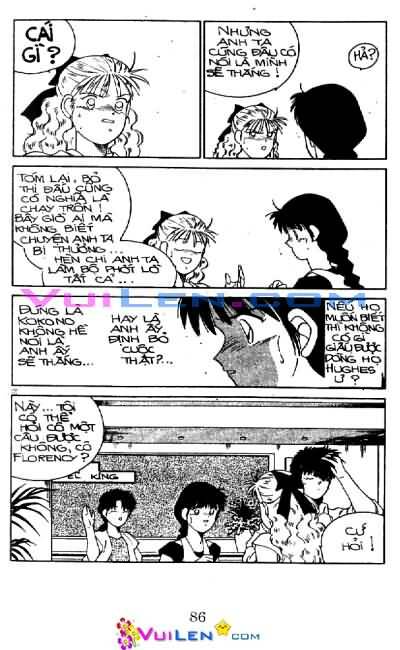 CÁI
GÌ?
NHƯNG
ANH TA
CŨNG ĐÂU CÓ
NÓI LÀ MÌNH
SẼ THẮNG!
HẢ?
TÓM LẠI, BỎ
THI ĐẤU CŨNG
CÓ NGHĨA LÀ
CHẠY TRỐN!
BÂY GIỜ AI MÀ
KHÔNG BIẾT
CHUYỆN ANH TA
BỊ THƯƠNG...
HÈN CHI ANH TA
LÀM BỘ PHỚT LỜ
TẤT CẢ...
NẾU HỌ
MUỐN BIẾT
THÌ KHÔNG
CÓ GÌ
GIẤU ĐƯỢC
DÒNG HỌ
HUGHES
Ư?
HAY LÀ
ANH ẤY
ĐỊNH BỎ
CUỘC
THẬT?...
ĐÚNG LÀ
KOKONO
KHÔNG HỀ
NÓI LÀ
ANH ẤY
SẼ THẮNG...
VUILEN.COM
NÀY... TÔI
CÓ THỂ
HỎI CÔ MỘT
CÂU ĐƯỢC
KHÔNG, CÔ
FLORENCY?
EL KING
CỨ
HỎI!
86
VUILEN.COM